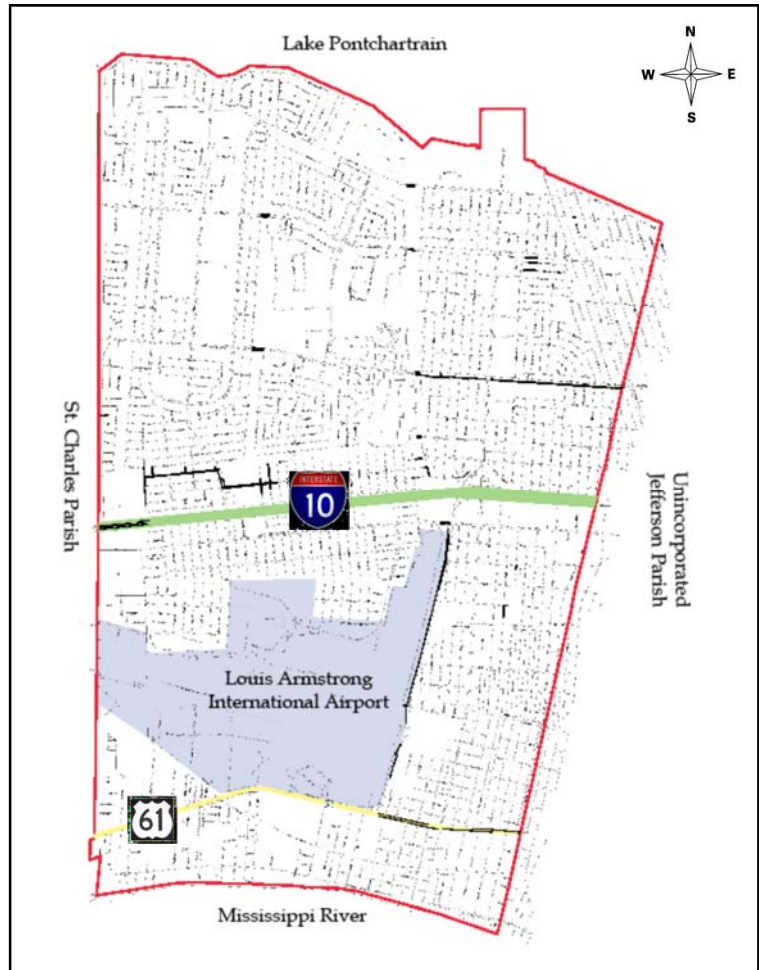 Lake Pontchartrain
N
W E
S
St. Charles Parish
INTERSTATE
10
Unincorporated
Jefferson Parish
Louis Armstrong
International Airport
61
Mississippi River